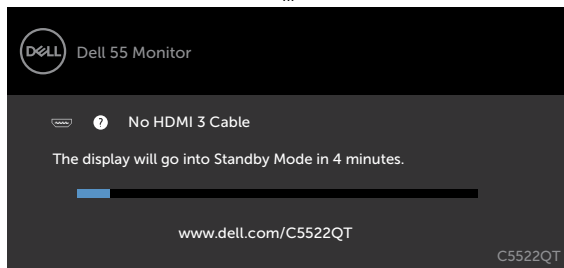 ...
DELL
Dell 55 Monitor
? No HDMI 3 Cable
The display will go into Standby Mode in 4 minutes.
www.dell.com/C5522QT
C5522QT